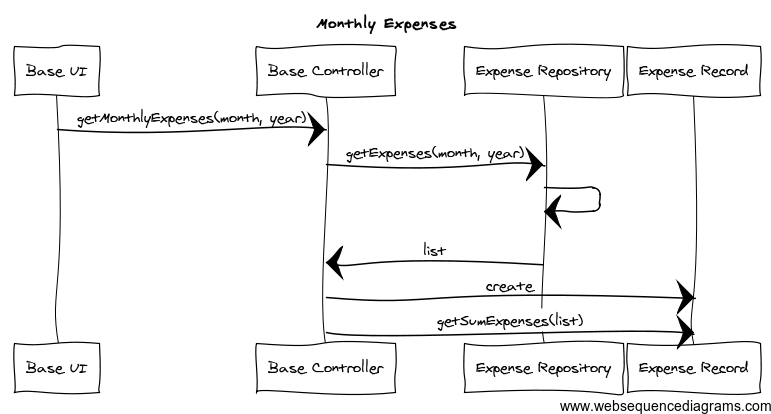 Monthly Expenses
Base UI
Base Controller
Expense Repository
Expense Record
getMonthlyExpenses(month, year)
getExpenses(month, year)
list
create
getSumExpenses(list)
Base UI
Base Controller
Expense Repository
Expense Record
www.websequencediagrams.com